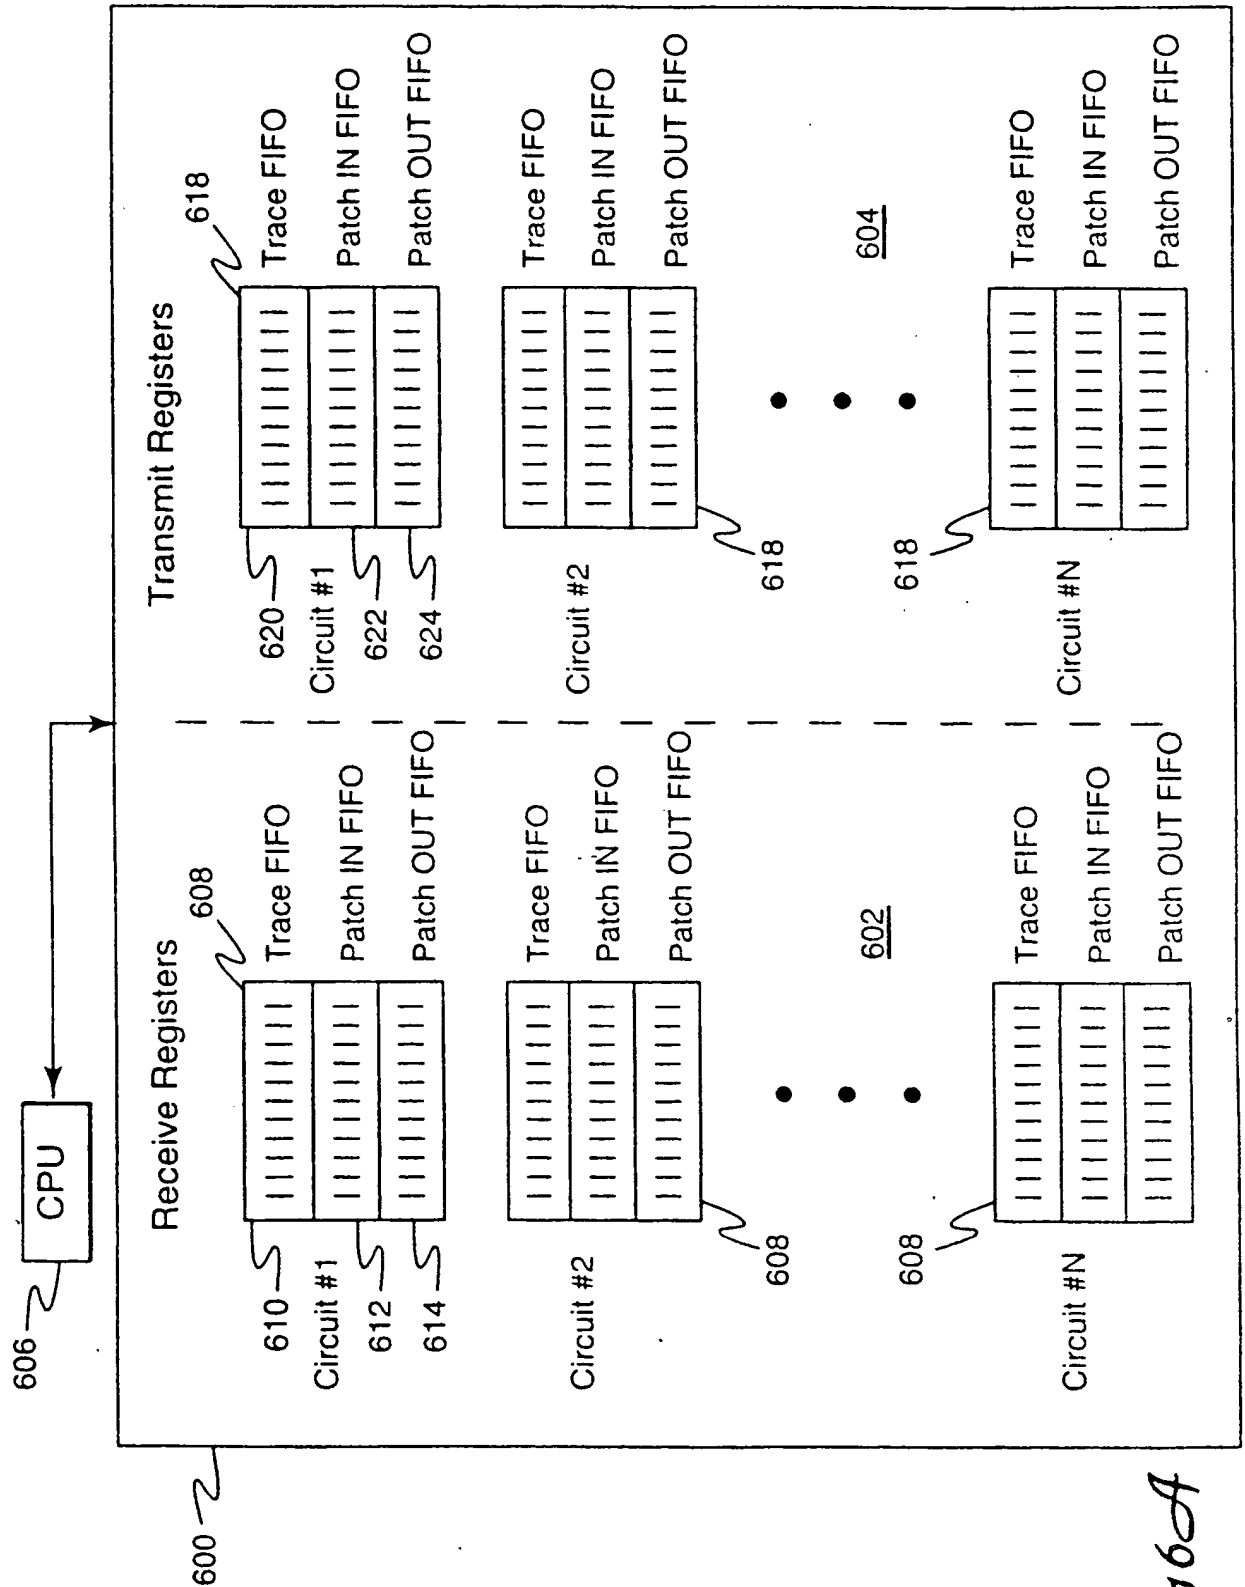 606
CPU
600
Receive Registers
608
610
Trace FIFO
Circuit #1
Patch IN FIFO
612
614
Patch OUT FIFO
Circuit #2
Trace FIFO
Patch IN FIFO
Patch OUT FIFO
608
602
608
Circuit #N
Trace FIFO
Patch IN FIFO
Patch OUT FIFO
Transmit Registers
618
620
Trace FIFO
Circuit #1
Patch IN FIFO
622
624
Patch OUT FIFO
Circuit #2
Trace FIFO
Patch IN FIFO
Patch OUT FIFO
618
604
618
Circuit #N
Trace FIFO
Patch IN FIFO
Patch OUT FIFO
16A